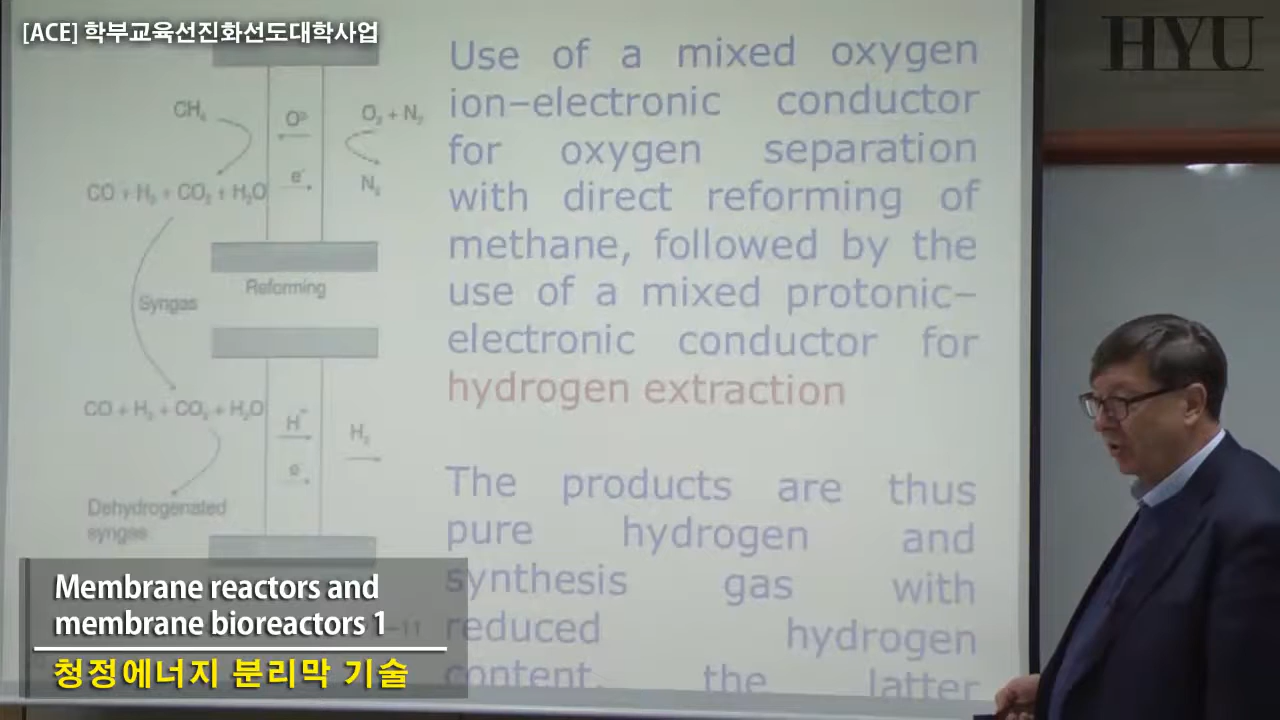 [ACE] 학부교육선진화선도대학사업
HYU
CH₄
O²⁻
O₂ + N₂
e⁻
N₂
CO + H₂ + CO₂ + H₂O
Reforming
Syngas
CO + H₂ + CO₂ + H₂O
H⁺
H₂
e⁻
Dehydrogenated
syngas
Use of a mixed oxygen
ion–electronic conductor
for oxygen separation
with direct reforming of
methane, followed by the
use of a mixed protonic–
electronic conductor for
hydrogen extraction
The products are thus
pure hydrogen and
synthesis gas with
reduced hydrogen
content, the latter
Membrane reactors and
membrane bioreactors 1
청정에너지 분리막 기술